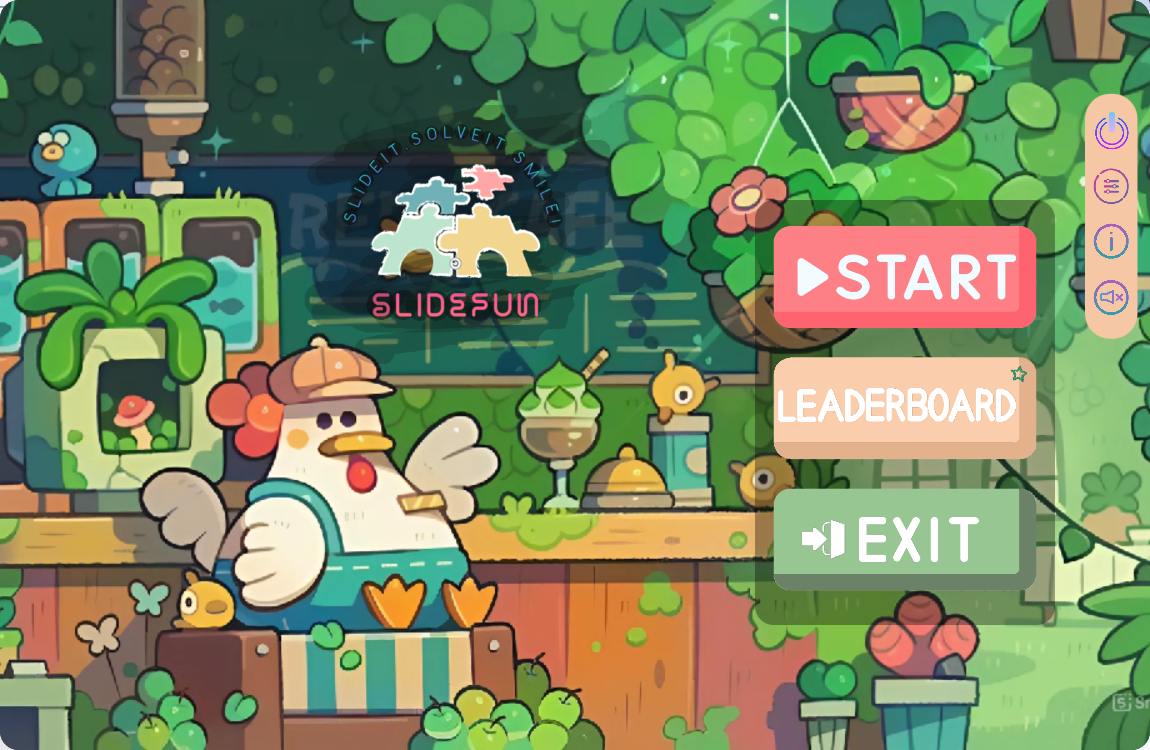 SLIDEIT.SOLVEIT SMILE!
SLIDEFUN
START
LEADERBOARD
EXIT